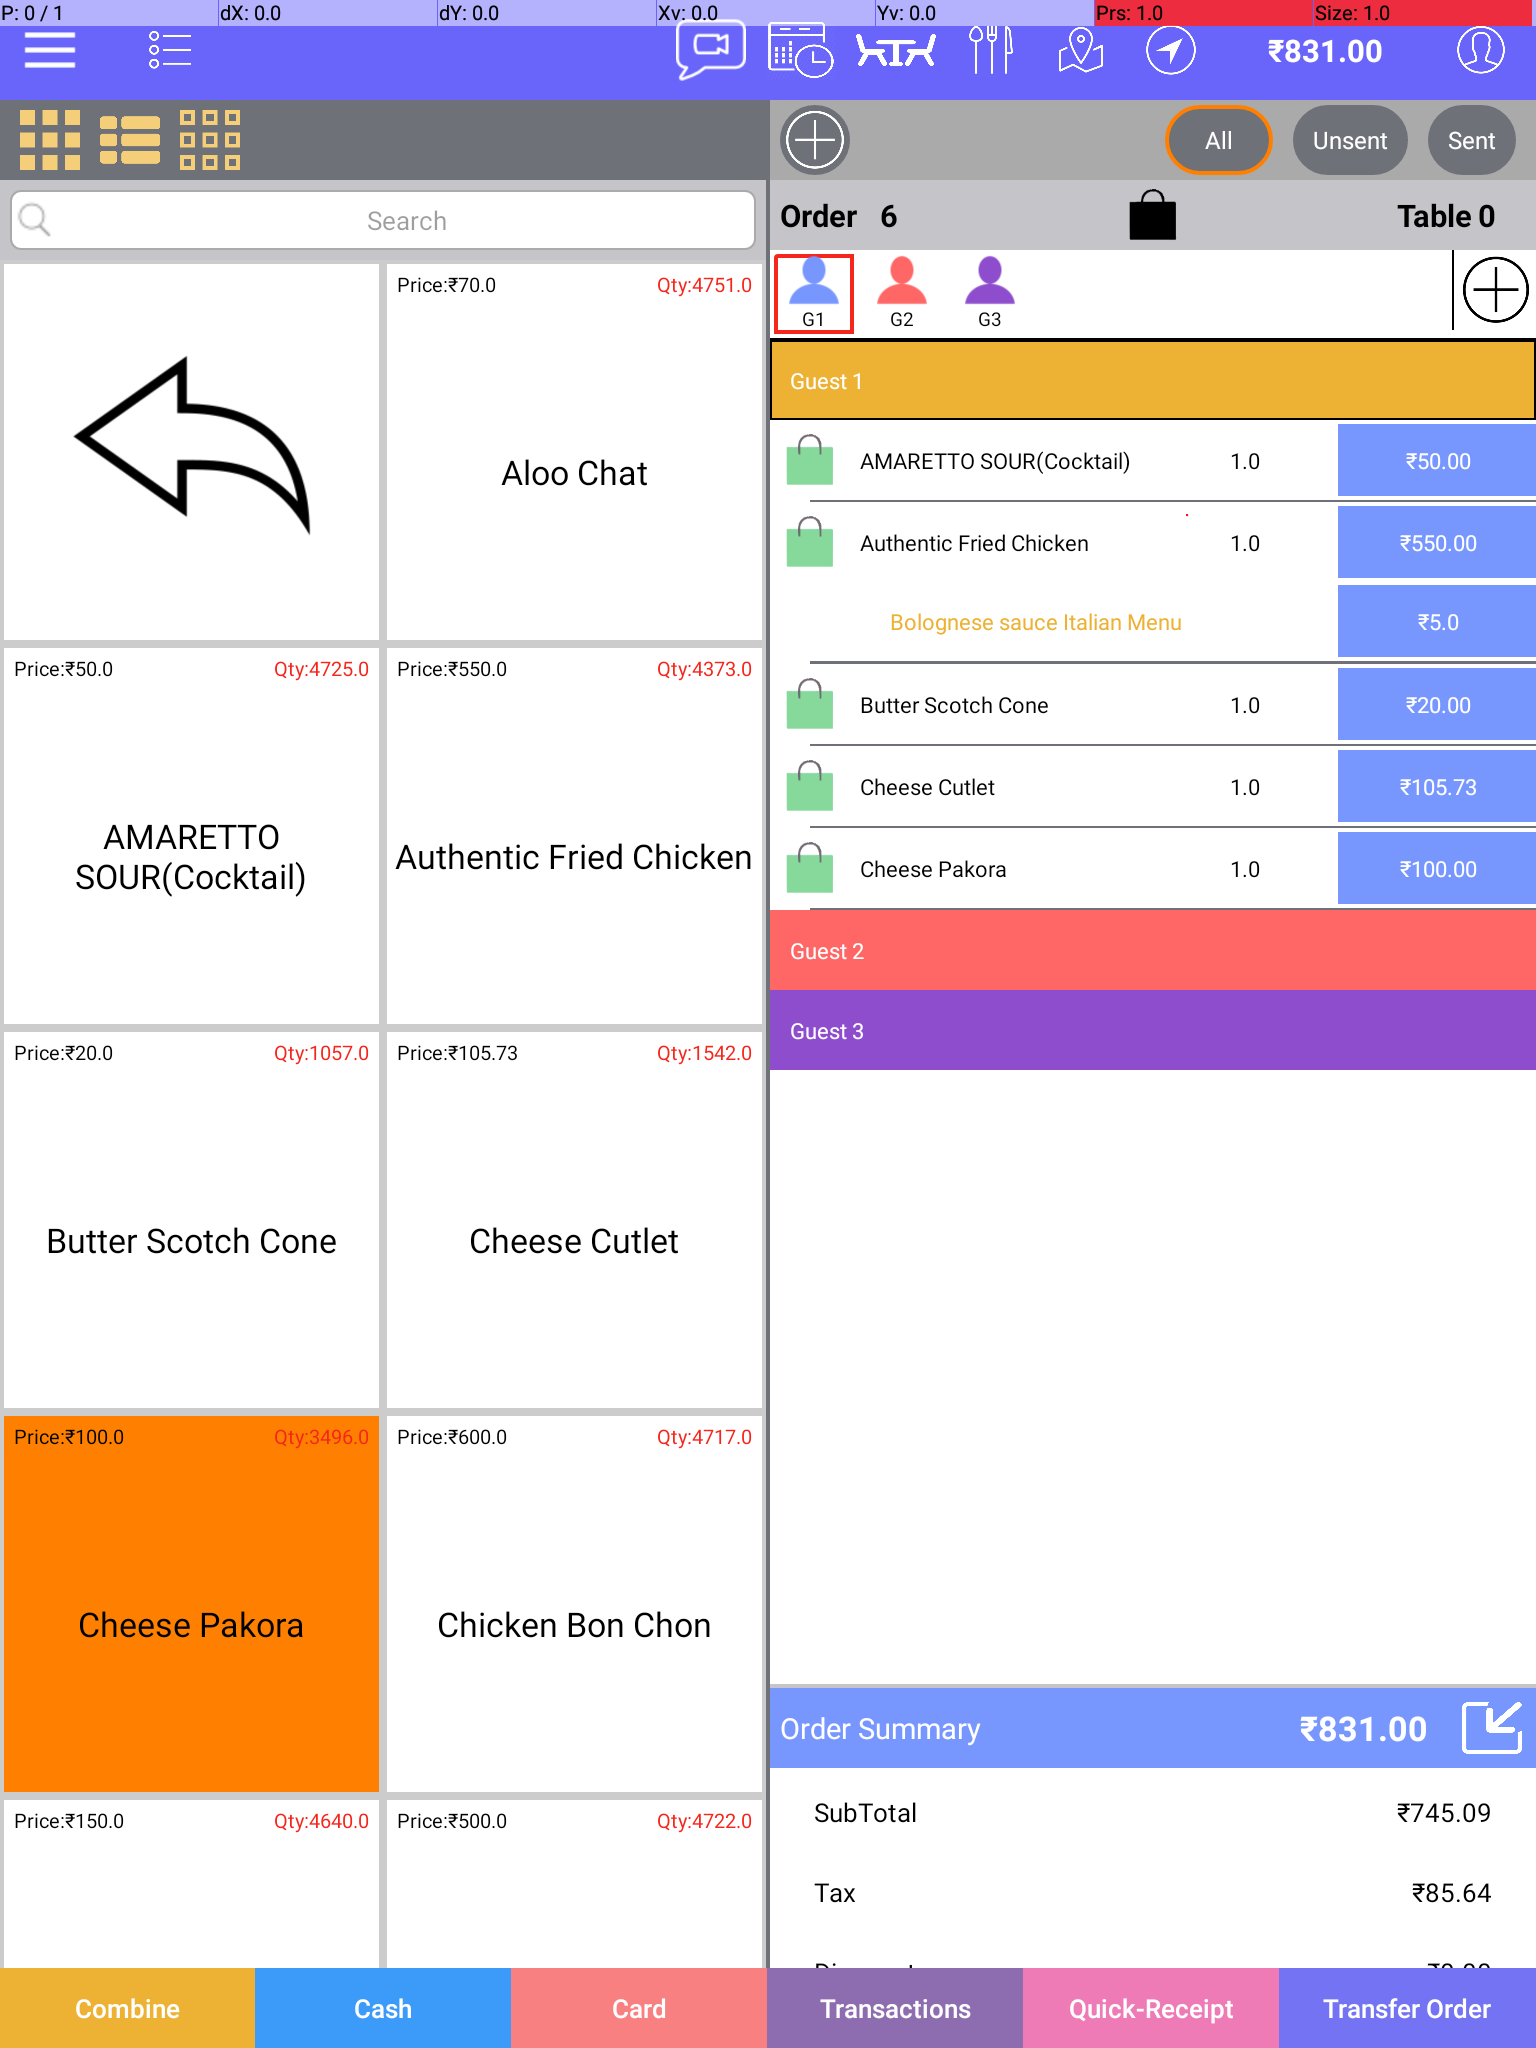 P: 0 / 1 dX: 0.0 dY: 0.0 Xv: 0.0 Yv: 0.0 Prs: 1.0 Size: 1.0
₹831.00
All Unsent Sent
Search
Order 6 Table 0
G1 G2 G3
Price:₹70.0 Qty:4751.0
Aloo Chat
Price:₹50.0 Qty:4725.0
AMARETTO
SOUR(Cocktail)
Price:₹550.0 Qty:4373.0
Authentic Fried Chicken
Price:₹20.0 Qty:1057.0
Butter Scotch Cone
Price:₹105.73 Qty:1542.0
Cheese Cutlet
Price:₹100.0 Qty:3496.0
Cheese Pakora
Price:₹600.0 Qty:4717.0
Chicken Bon Chon
Price:₹150.0 Qty:4640.0
Price:₹500.0 Qty:4722.0
Guest 1
AMARETTO SOUR(Cocktail) 1.0 ₹50.00
Authentic Fried Chicken 1.0 ₹550.00
Bolognese sauce Italian Menu ₹5.0
Butter Scotch Cone 1.0 ₹20.00
Cheese Cutlet 1.0 ₹105.73
Cheese Pakora 1.0 ₹100.00
Guest 2
Guest 3
Order Summary ₹831.00
SubTotal ₹745.09
Tax ₹85.64
Combine Cash Card Transactions Quick-Receipt Transfer Order